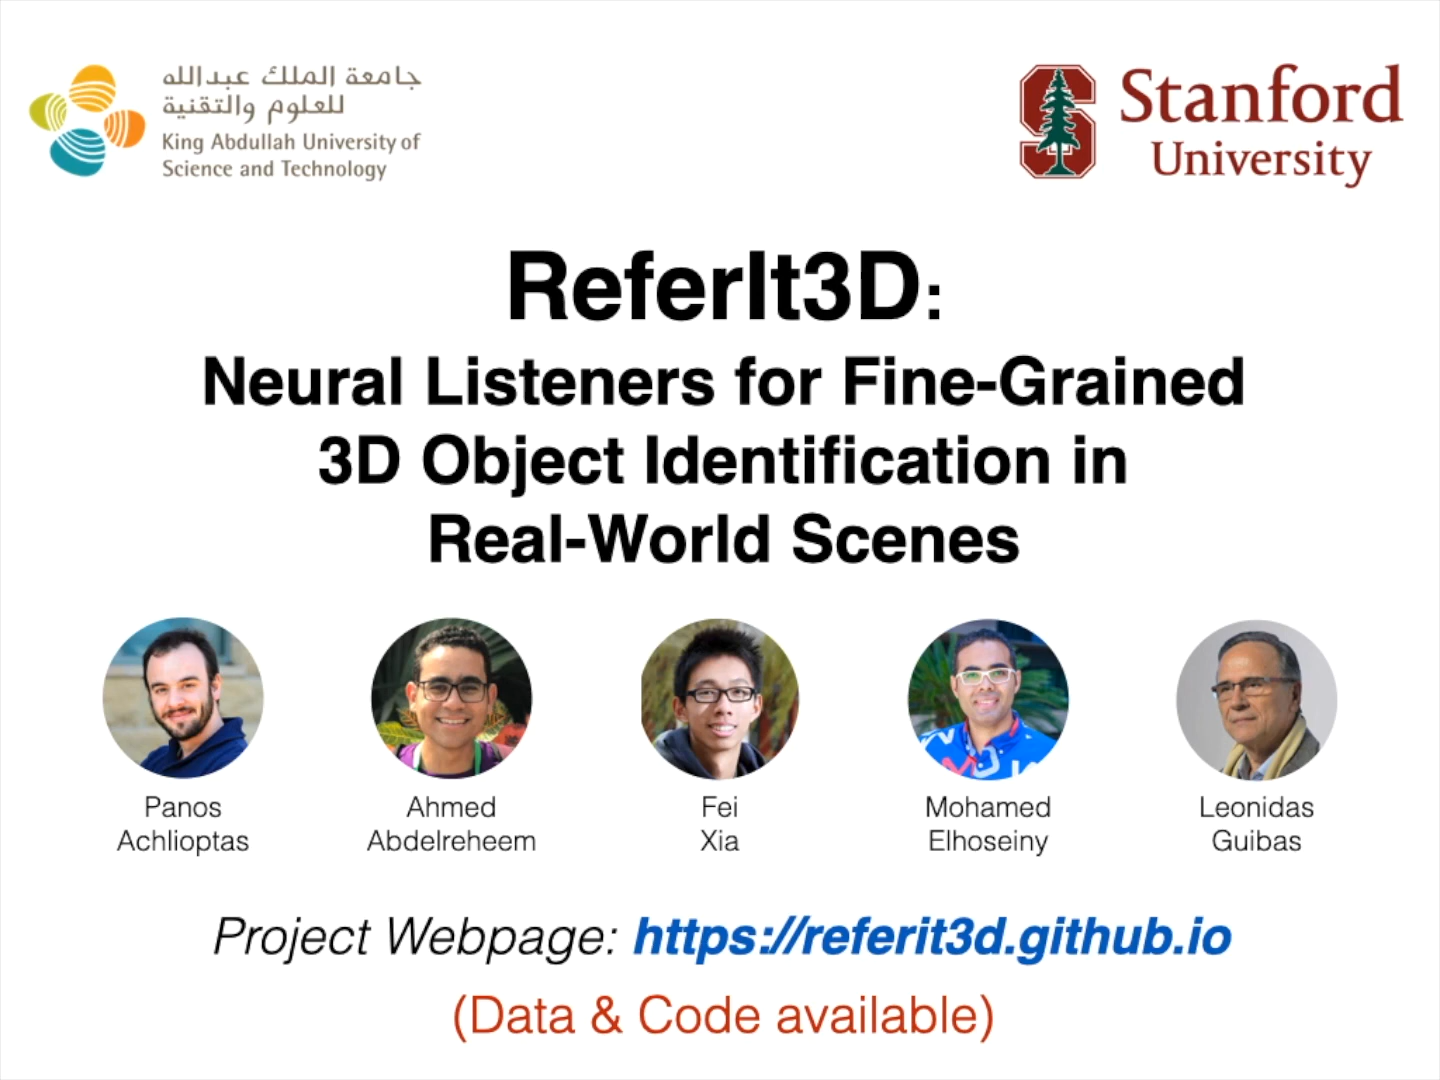 جامعة الملك عبدالله
للعلوم والتقنية
King Abdullah University of
Science and Technology
Stanford
University
ReferIt3D:
Neural Listeners for Fine-Grained
3D Object Identification in
Real-World Scenes
Panos
Achlioptas
Ahmed
Abdelreheem
Fei
Xia
Mohamed
Elhoseiny
Leonidas
Guibas
Project Webpage: https://referit3d.github.io
(Data & Code available)